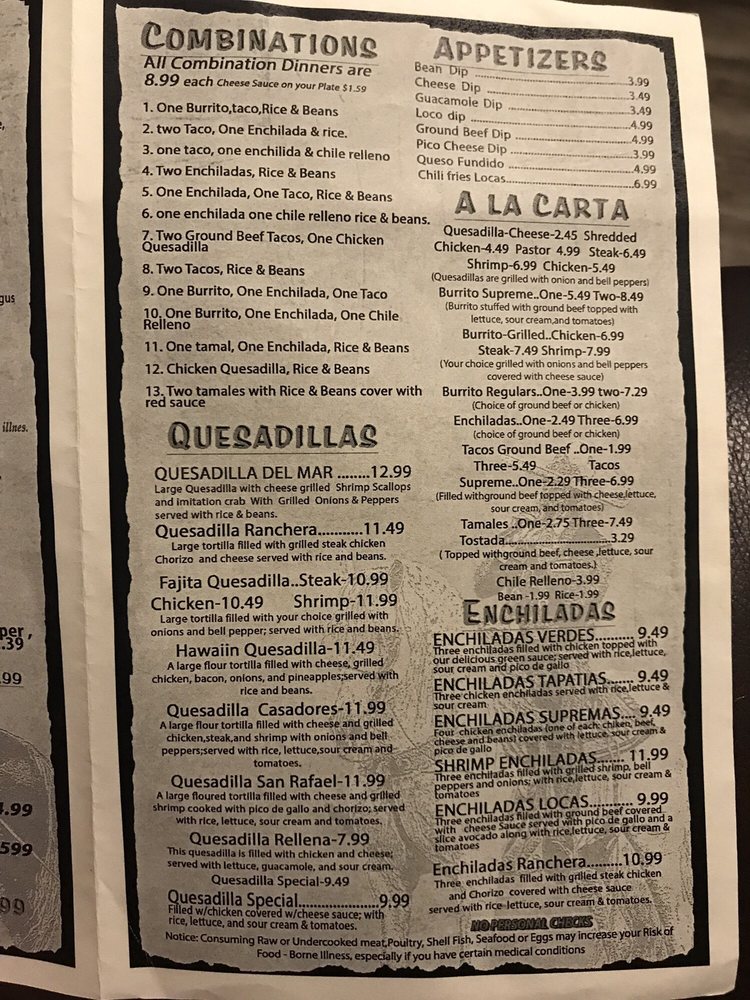 COMBINATIONS
All Combination Dinners are
8.99 each Cheese Sauce on your Plate $1.59
1. One Burrito,taco,Rice & Beans
2. two Taco, One Enchilada & rice.
3. one taco, one enchilida & chile relleno
4. Two Enchiladas, Rice & Beans
5. One Enchilada, One Taco, Rice & Beans
6. one enchilada one chile relleno rice & beans.
7. Two Ground Beef Tacos, One Chicken
Quesadilla
8. Two Tacos, Rice & Beans
9. One Burrito, One Enchilada, One Taco
10. One Burrito, One Enchilada, One Chile
Relleno
11. One tamal, One Enchilada, Rice & Beans
12. Chicken Quesadilla, Rice & Beans
13. Two tamales with Rice & Beans cover with
red sauce
QUESADILLAS
QUESADILLA DEL MAR ........12.99
Large Quesadilla with cheese grilled Shrimp Scallops
and imitation crab With Grilled Onions & Peppers
served with rice & beans.
Quesadilla Ranchera...........11.49
Large tortilla filled with grilled steak chicken
Chorizo and cheese served with rice and beans.
Fajita Quesadilla..Steak-10.99
Chicken-10.49 Shrimp-11.99
Large tortilla filled with your choice grilled with
onions and bell pepper; served with rice and beans.
Hawaiin Quesadilla-11.49
A large flour tortilla filled with cheese, grilled
chicken, bacon, onions, and pineapples;served with
rice and beans.
Quesadilla Casadores-11.99
A large flour tortilla filled with cheese and grilled
chicken,steak,and shrimp with onions and bell
peppers;served with rice, lettuce,sour cream and
tomatoes.
Quesadilla San Rafael-11.99
A large floured tortilla filled with cheese and grilled
shrimp cooked with pico de gallo and chorizo; served
with rice, lettuce, sour cream and tomatoes.
Quesadilla Rellena-7.99
This quesadilla is filled with chicken and cheese;
served with lettuce, guacamole, and sour cream.
Quesadilla Special-9.49
Quesadilla Special.....................9.99
Filled w/chicken covered w/cheese sauce; with
rice, lettuce, and sour cream & tomatoes.
APPETIZERS
Bean Dip ..........3.99
Cheese Dip ..........3.49
Guacamole Dip ..........3.49
Loco dip ..........4.99
Ground Beef Dip ..........4.99
Pico Cheese Dip ..........3.99
Queso Fundido ..........4.99
Chili fries Locas..........6.99
A LA CARTA
Quesadilla-Cheese-2.45 Shredded
Chicken-4.49 Pastor 4.99 Steak-6.49
Shrimp-6.99 Chicken-5.49
(Quesadillas are grilled with onion and bell peppers)
Burrito Supreme..One-5.49 Two-8.49
(Burrito stuffed with ground beef topped with
lettuce, sour cream,and tomatoes)
Burrito-Grilled..Chicken-6.99
Steak-7.49 Shrimp-7.99
(Your choice grilled with onions and bell peppers
covered with cheese sauce)
Burrito Regulars..One-3.99 two-7.29
(Choice of ground beef or chicken)
Enchiladas..One-2.49 Three-6.99
(choice of ground beef or chicken)
Tacos Ground Beef ..One-1.99
Three-5.49 Tacos
Supreme..One-2.29 Three-6.99
(Filled withground beef topped with cheese,lettuce,
sour cream, and tomatoes)
Tamales ..One-2.75 Three-7.49
Tostada..............................3.29
( Topped withground beef, cheese ,lettuce, sour
cream and tomatoes.)
Chile Relleno-3.99
Bean -1.99 Rice-1.99
ENCHILADAS
ENCHILADAS VERDES.......... 9.49
Three enchiladas filled with chicken topped with
our delicious green sauce; served with rice,lettuce,
sour cream and pico de gallo
ENCHILADAS TAPATIAS....... 9.49
Three chicken enchiladas served with rice,lettuce &
sour cream
ENCHILADAS SUPREMAS.... 9.49
Four chicken enchiladas (one of each: chiken, beef,
cheese and beans) covered with lettuce, sour cream &
pico de gallo
SHRIMP ENCHILADAS....... 11.99
Three enchiladas filled with grilled shrimp, bell
peppers and onions; with rice,lettuce, sour cream &
tomatoes
ENCHILADAS LOCAS........... 9.99
Three enchiladas filled with ground beef covered
with cheese Sauce served with pico de gallo and a
slice avocado along with rice,lettuce, sour cream &
tomatoes
Enchiladas Ranchera.........10.99
Three enchiladas filled with grilled steak chicken
and Chorizo covered with cheese sauce
served with rice lettuce, sour cream & tomatoes.
NO PERSONAL CHECKS
Notice: Consuming Raw or Undercooked meat,Poultry, Shell Fish, Seafood or Eggs may increase your Risk of
Food - Borne Illness, especially if you have certain medical conditions
gus
illnes.
per ,
.39
.99
4.99
599
99